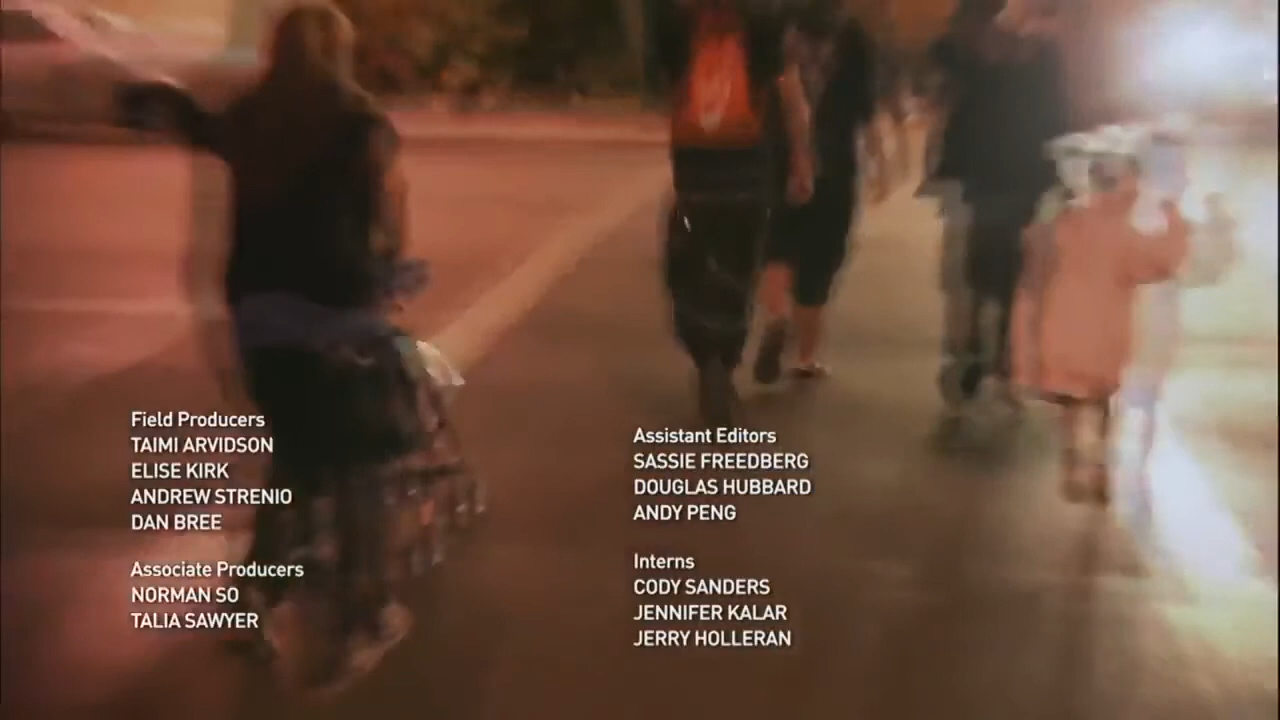 Field Producers
TAIMI ARVIDSON
ELISE KIRK
ANDREW STRENIO
DAN BREE
Associate Producers
NORMAN SO
TALIA SAWYER
Assistant Editors
SASSIE FREEDBERG
DOUGLAS HUBBARD
ANDY PENG
Interns
CODY SANDERS
JENNIFER KALAR
JERRY HOLLERAN